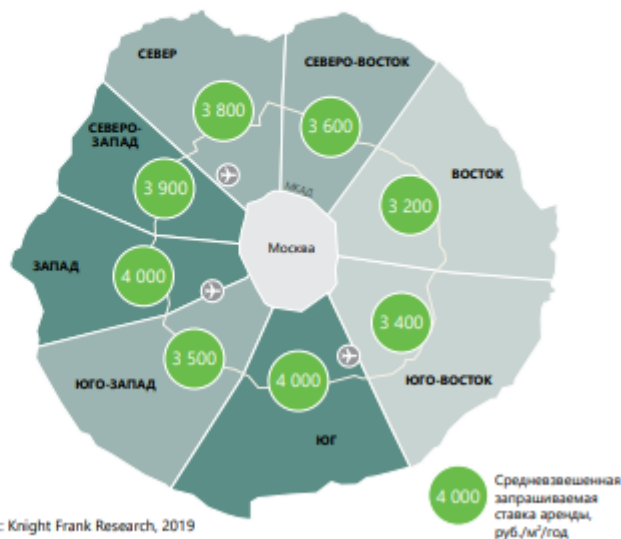 СЕВЕР
СЕВЕРО-ВОСТОК
3 800
3 600
СЕВЕРО-
ЗАПАД
МКАД
ВОСТОК
3 900
3 200
Москва
ЗАПАД
4 000
3 400
3 500
4 000
ЮГО-ЗАПАД
ЮГО-ВОСТОК
ЮГ
4 000
Средневзвешенная
запрашиваемая
ставка аренды,
руб./м²/год
: Knight Frank Research, 2019